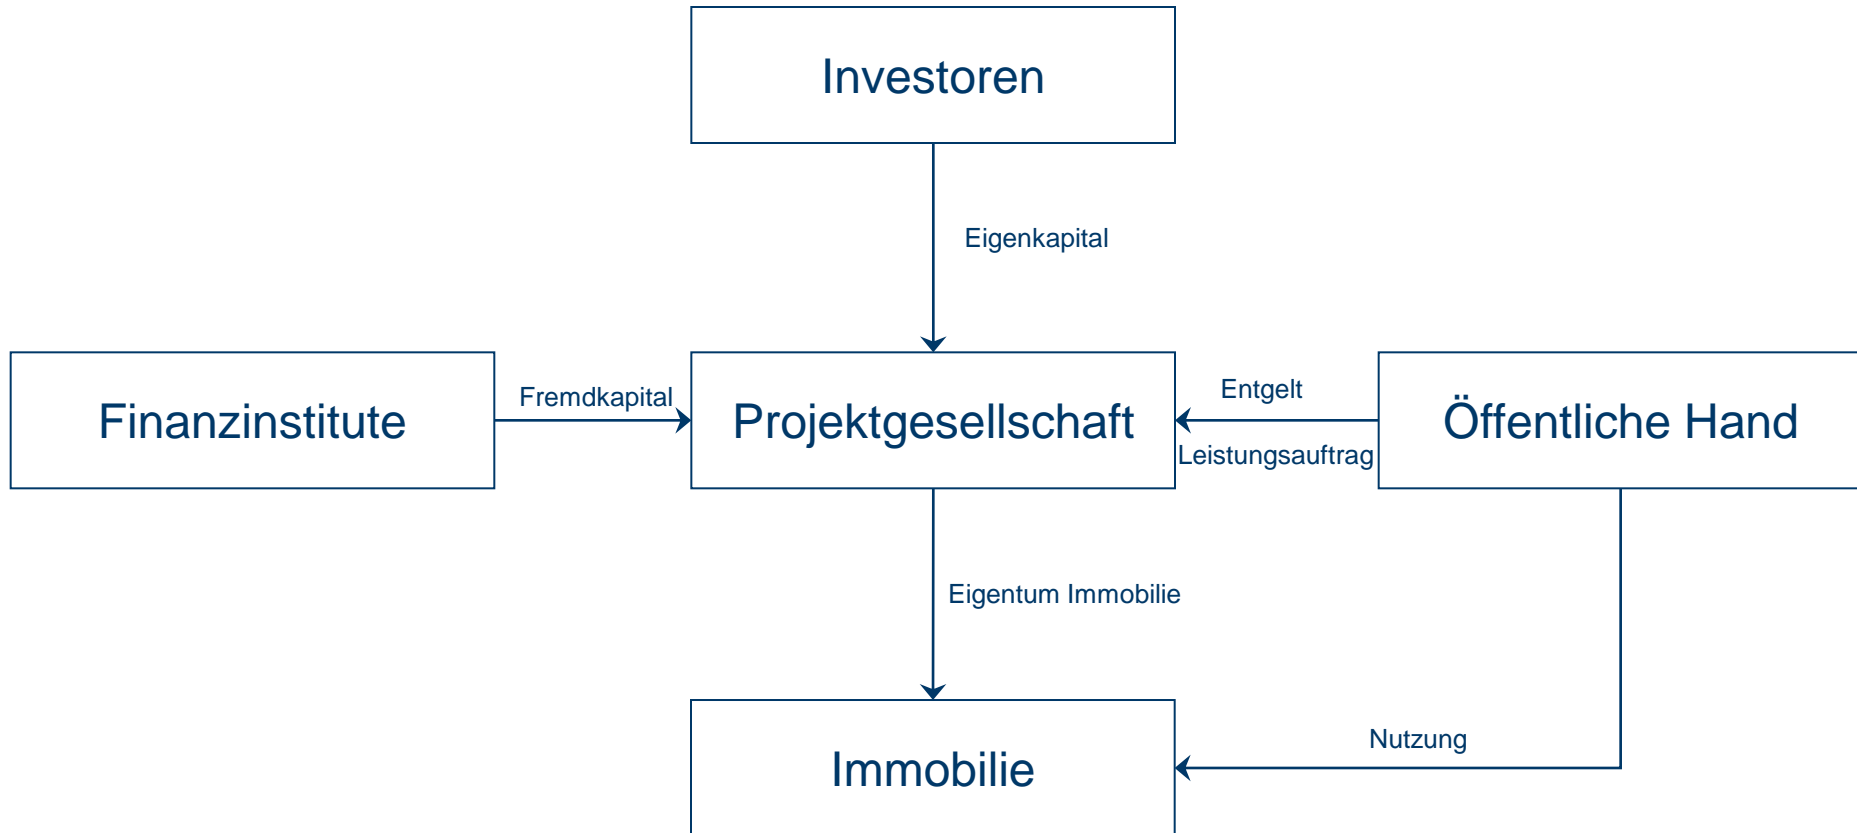 Investoren
Eigenkapital
Finanzinstitute
Fremdkapital
Projektgesellschaft
Entgelt
Leistungsauftrag
Öffentliche Hand
Eigentum Immobilie
Immobilie
Nutzung